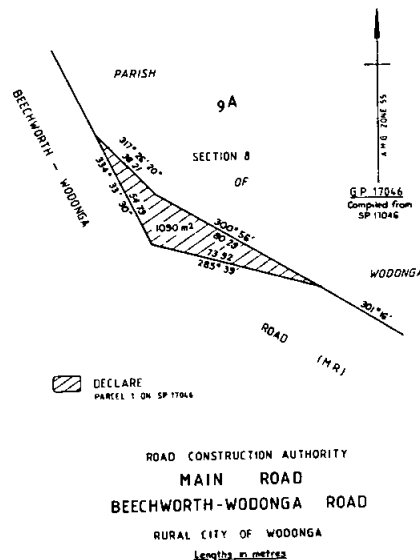 PARISH
9A
SECTION 8
OF
WODONGA
A M G ZONE 55
G.P. 17046
Compiled from
SP 17046
BEECHWORTH - WODONGA
317° 26' 20"
38.21
334° 33' 30"
54.73
1090 m²
300° 56'
80.29
73.92
285° 39'
301° 16'
ROAD (MR)
DECLARE
PARCEL 1 ON SP 17046
ROAD CONSTRUCTION AUTHORITY
MAIN ROAD
BEECHWORTH-WODONGA ROAD
RURAL CITY OF WODONGA
Lengths in metres